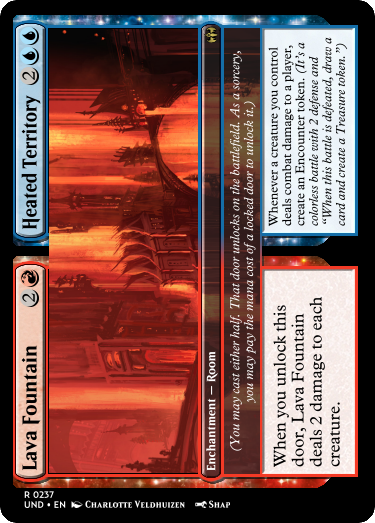 Lava Fountain 2
Heated Territory 2
Enchantment — Room
(You may cast either half. That door unlocks on the battlefield. As a sorcery,
you may pay the mana cost of a locked door to unlock it.)
When you unlock this
door, Lava Fountain
deals 2 damage to each
creature.
Whenever a creature you control
deals combat damage to a player,
create an Encounter token. (It's a
colorless battle with 2 defense and
"When this battle is defeated, draw a
card and create a Treasure token.")
R 0237
UND • EN Charlotte Veldhuizen Shap